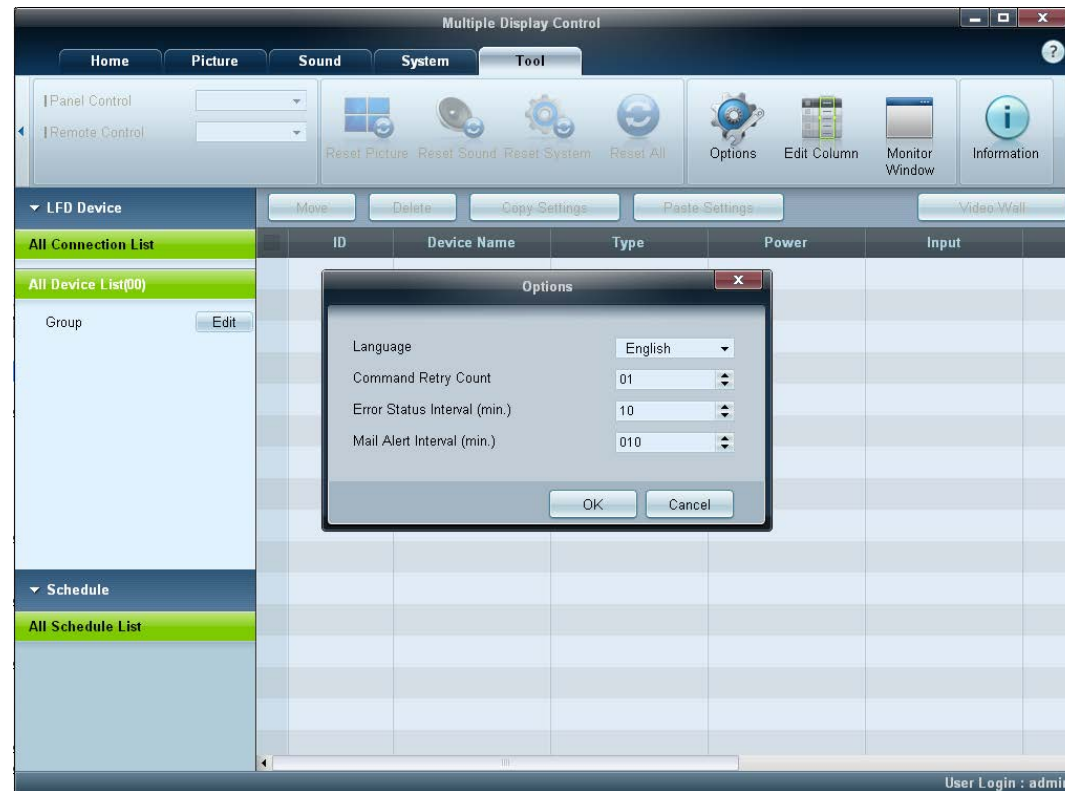 Multiple Display Control
Home Picture Sound System Tool
Panel Control
Remote Control
Reset Picture Reset Sound Reset System Reset All Options Edit Column Monitor Window Information
LFD Device
Move Delete Copy Settings Paste Settings Video Wall
All Connection List
ID Device Name Type Power Input
All Device List(00)
Group Edit
Options
Language English
Command Retry Count 01
Error Status Interval (min.) 10
Mail Alert Interval (min.) 010
OK Cancel
Schedule
All Schedule List
User Login : admin